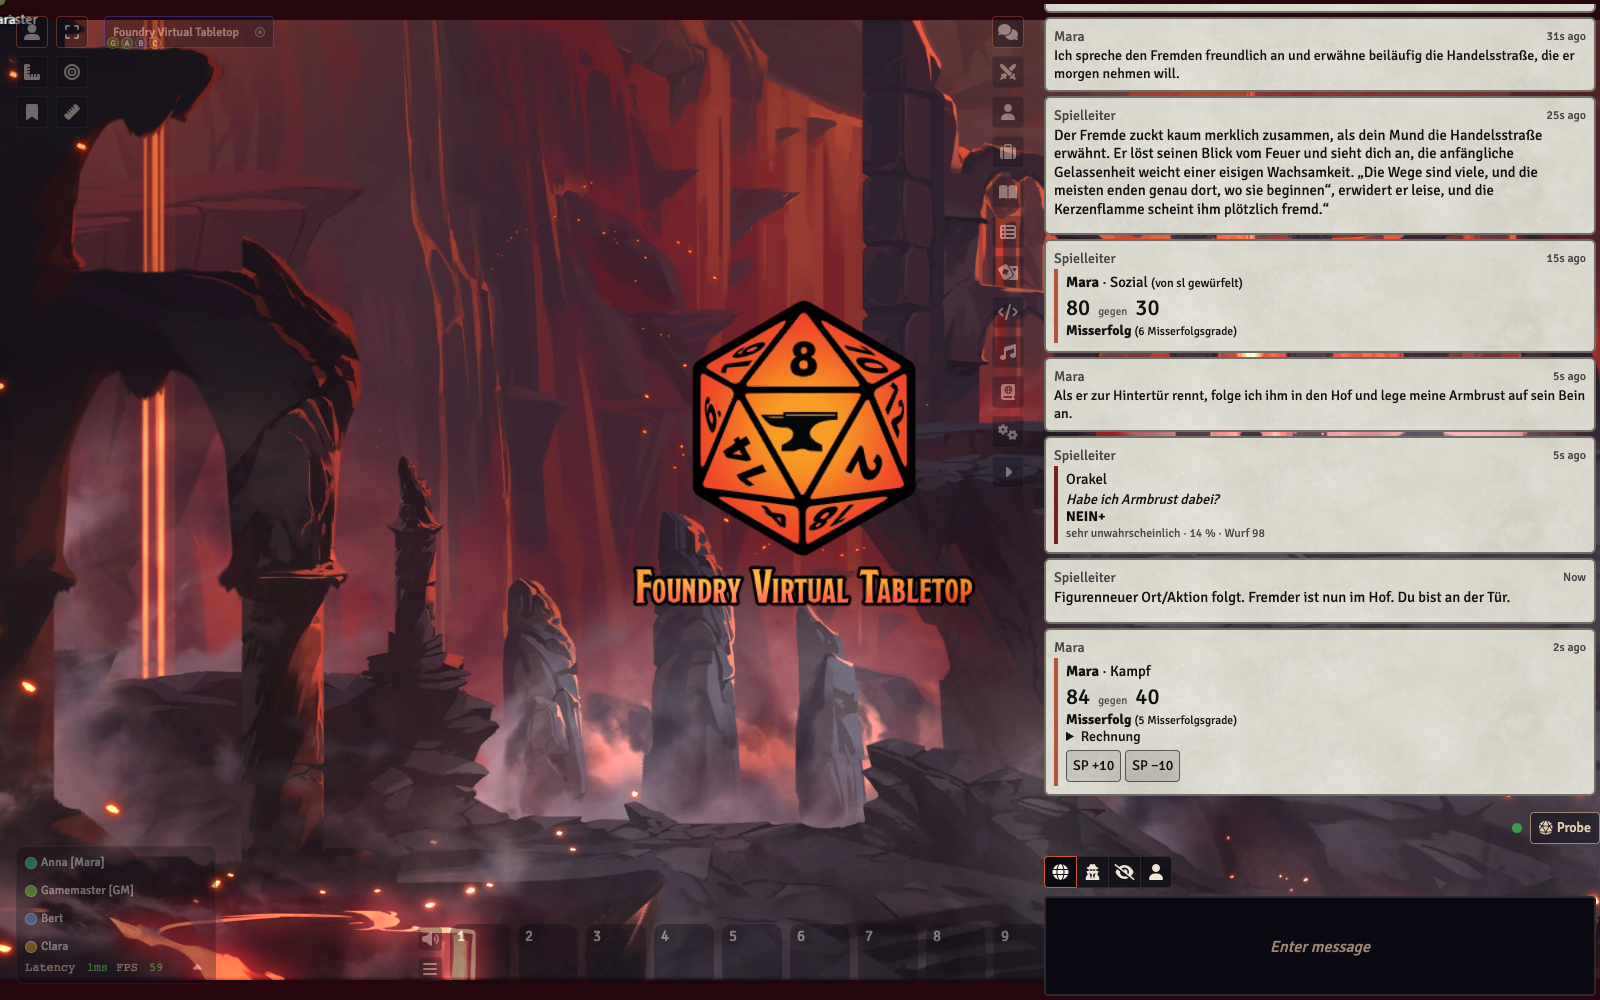 Foundry Virtual Tabletop
G A B C
8
14
2
18
FOUNDRY VIRTUAL TABLETOP
Anna [Mara]
Gamemaster [GM]
Bert
Clara
Latency 1ms FPS 59
1 2 3 4 5 6 7 8 9
Mara 31s ago
Ich spreche den Fremden freundlich an und erwähne beiläufig die Handelsstraße, die er
morgen nehmen will.
Spielleiter 25s ago
Der Fremde zuckt kaum merklich zusammen, als dein Mund die Handelsstraße
erwähnt. Er löst seinen Blick vom Feuer und sieht dich an, die anfängliche
Gelassenheit weicht einer eisigen Wachsamkeit. „Die Wege sind viele, und die
meisten enden genau dort, wo sie beginnen“, erwidert er leise, und die
Kerzenflamme scheint ihm plötzlich fremd.“
Spielleiter 15s ago
Mara · Sozial (von sl gewürfelt)
80 gegen 30
Misserfolg (6 Misserfolgsgrade)
Mara 5s ago
Als er zur Hintertür rennt, folge ich ihm in den Hof und lege meine Armbrust auf sein Bein
an.
Spielleiter 5s ago
Orakel
Habe ich Armbrust dabei?
NEIN+
sehr unwahrscheinlich · 14 % · Wurf 98
Spielleiter Now
Figurenneuer Ort/Aktion folgt. Fremder ist nun im Hof. Du bist an der Tür.
Mara 2s ago
Mara · Kampf
84 gegen 40
Misserfolg (5 Misserfolgsgrade)
Rechnung
SP +10 SP −10
Probe
Enter message